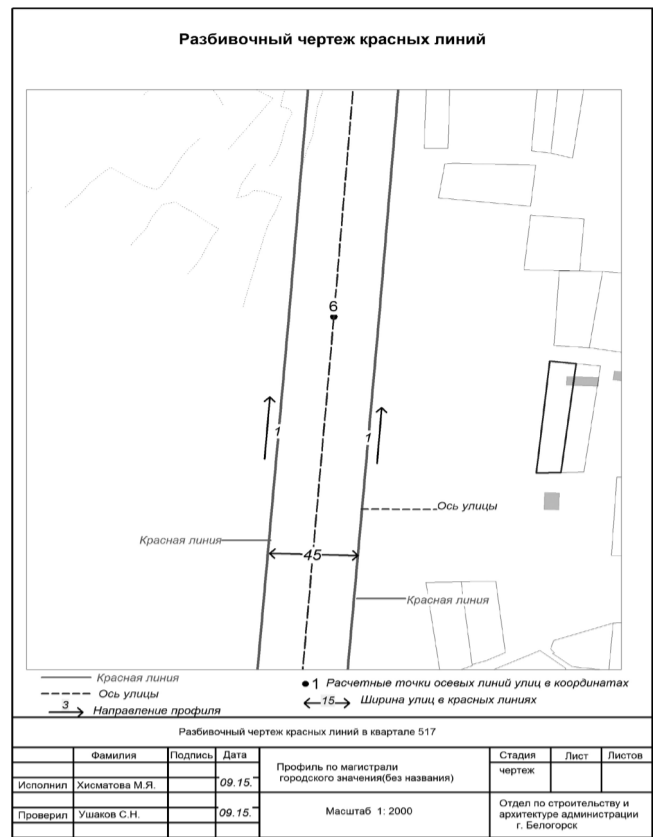 Разбивочный чертеж красных линий
6
1
1
Ось улицы
Красная линия
45
Красная линия
Красная линия
Ось улицы
3
Направление профиля
1 Расчетные точки осевых линий улиц в координатах
15 Ширина улиц в красных линиях
Разбивочный чертеж красных линий в квартале 517
Фамилия Подпись Дата
Исполнил Хисматова М.Я. 09.15.
Проверил Ушаков С.Н. 09.15.
Профиль по магистрали
городского значения(без названия)
Масштаб 1: 2000
Стадия Лист Листов
чертеж
Отдел по строительству и
архитектуре администрации
г. Белогорск